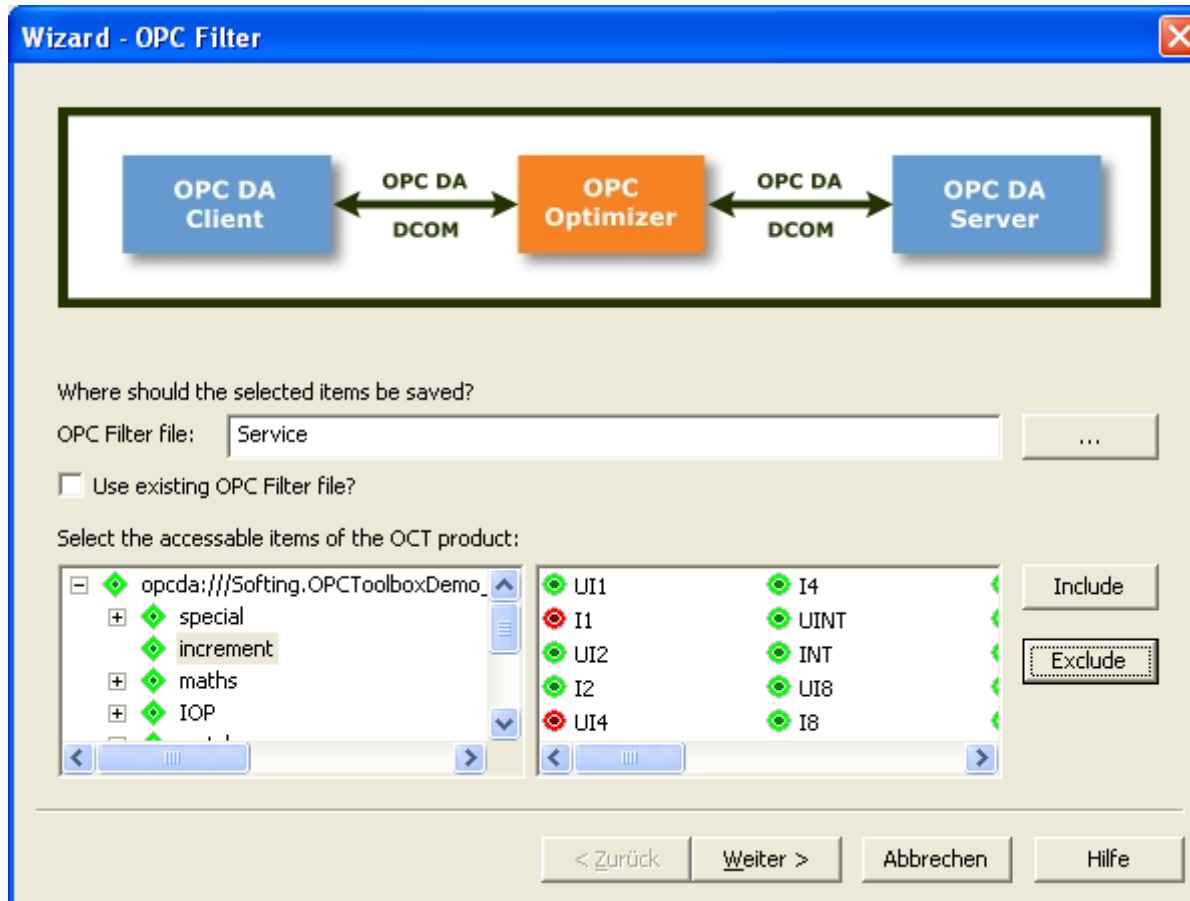 Wizard - OPC Filter
OPC DA
Client
OPC DA
DCOM
OPC
Optimizer
OPC DA
DCOM
OPC DA
Server
Where should the selected items be saved?
OPC Filter file:
Service
...
Use existing OPC Filter file?
Select the accessable items of the OCT product:
opcda:///Softing.OPCToolboxDemo_
special
increment
maths
IOP
UI1
I4
I1
UINT
UI2
INT
I2
UI8
UI4
I8
Include
Exclude
< Zurück
Weiter >
Abbrechen
Hilfe